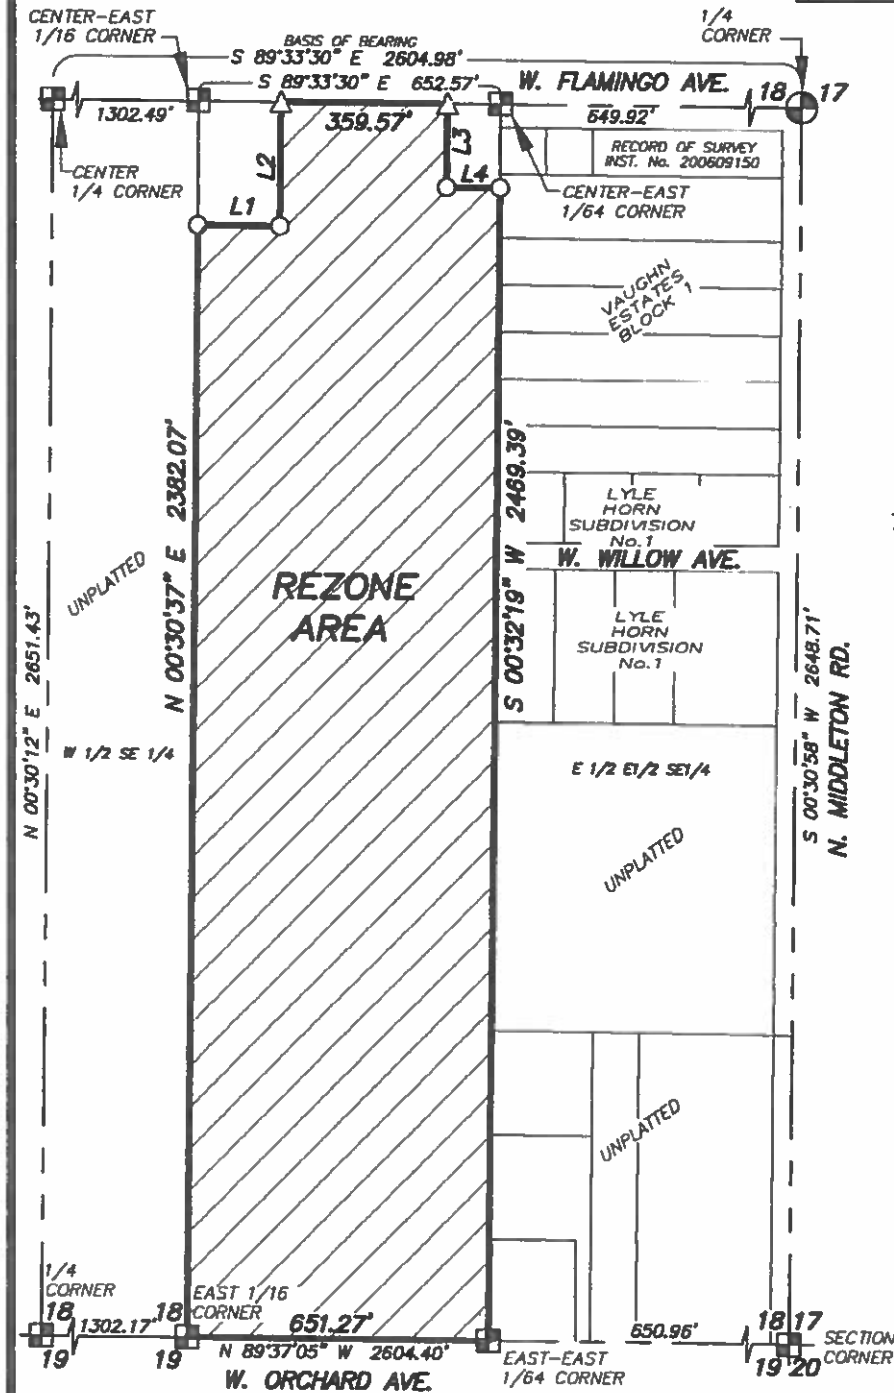 CENTER-EAST
1/16 CORNER
BASIS OF BEARING
S 89°33'30" E 2604.98'
S 89°33'30" E 652.57'
1/4
CORNER
W. FLAMINGO AVE.
18 17
1302.49'
359.57'
649.92'
L2
L3
L4
L1
CENTER
1/4 CORNER
RECORD OF SURVEY
INST. No. 200609150
CENTER-EAST
1/64 CORNER
VAUGHN
ESTATES
BLOCK 1
N 00°30'37" E 2382.07'
S 00°32'19" W 2469.39'
LYLE
HORN
SUBDIVISION
No.1
W. WILLOW AVE.
UNPLATTED
REZONE
AREA
LYLE
HORN
SUBDIVISION
No.1
N 00°30'12" E 2651.43'
S 00°30'58" W 2648.71'
N. MIDDLETON RD.
W 1/2 SE 1/4
E 1/2 E1/2 SE1/4
UNPLATTED
UNPLATTED
1/4
CORNER
18
19
1302.17'
18
19
EAST 1/16
CORNER
651.27'
N 89°37'05" W 2604.40'
W. ORCHARD AVE.
EAST-EAST
1/64 CORNER
650.96'
18 17
19 20
SECTION
CORNER